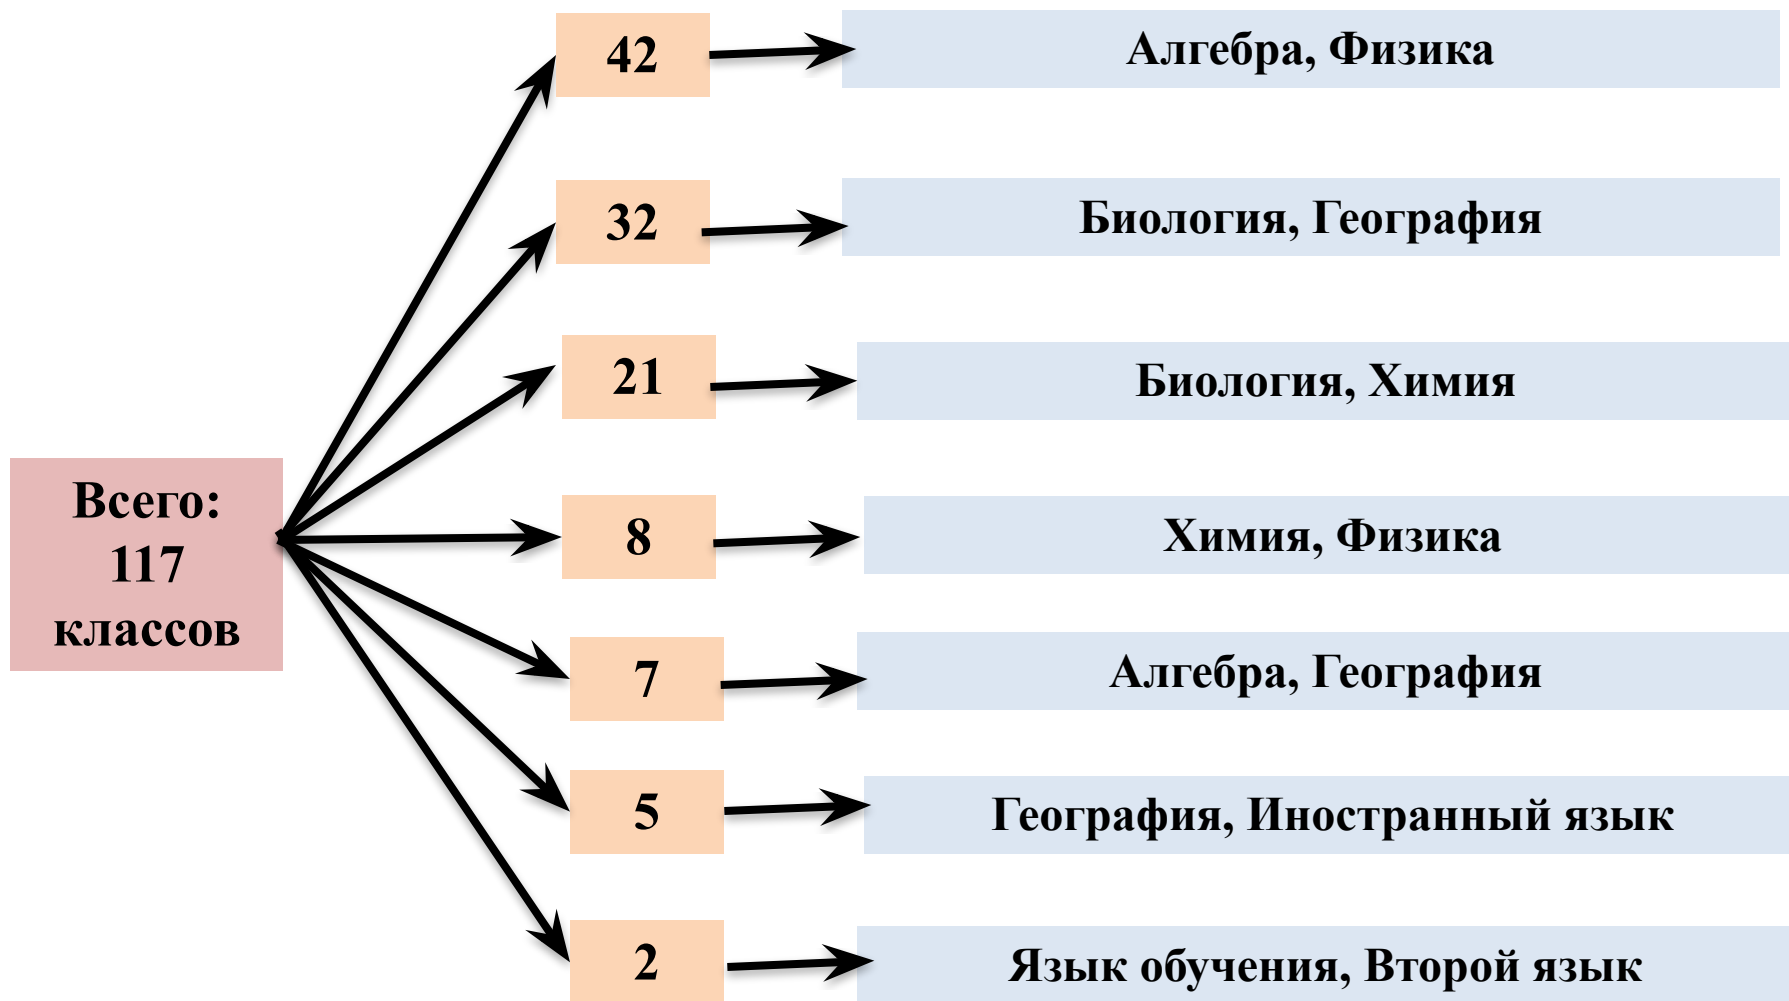 42
Алгебра, Физика
32
Биология, География
21
Биология, Химия
Всего:
117
классов
8
Химия, Физика
7
Алгебра, География
5
География, Иностранный язык
2
Язык обучения, Второй язык